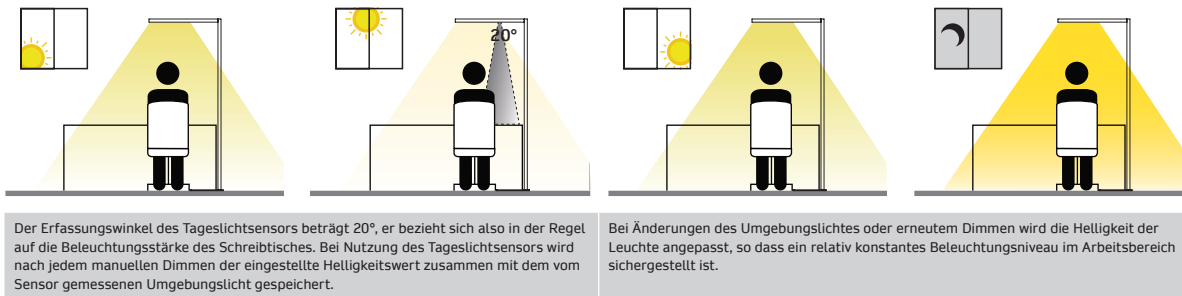 20°
Der Erfassungswinkel des Tageslichtsensors beträgt 20°, er bezieht sich also in der Regel
auf die Beleuchtungsstärke des Schreibtisches. Bei Nutzung des Tageslichtsensors wird
nach jedem manuellen Dimmen der eingestellte Helligkeitswert zusammen mit dem vom
Sensor gemessenen Umgebungslicht gespeichert.
Bei Änderungen des Umgebungslichtes oder erneutem Dimmen wird die Helligkeit der
Leuchte angepasst, so dass ein relativ konstantes Beleuchtungsniveau im Arbeitsbereich
sichergestellt ist.